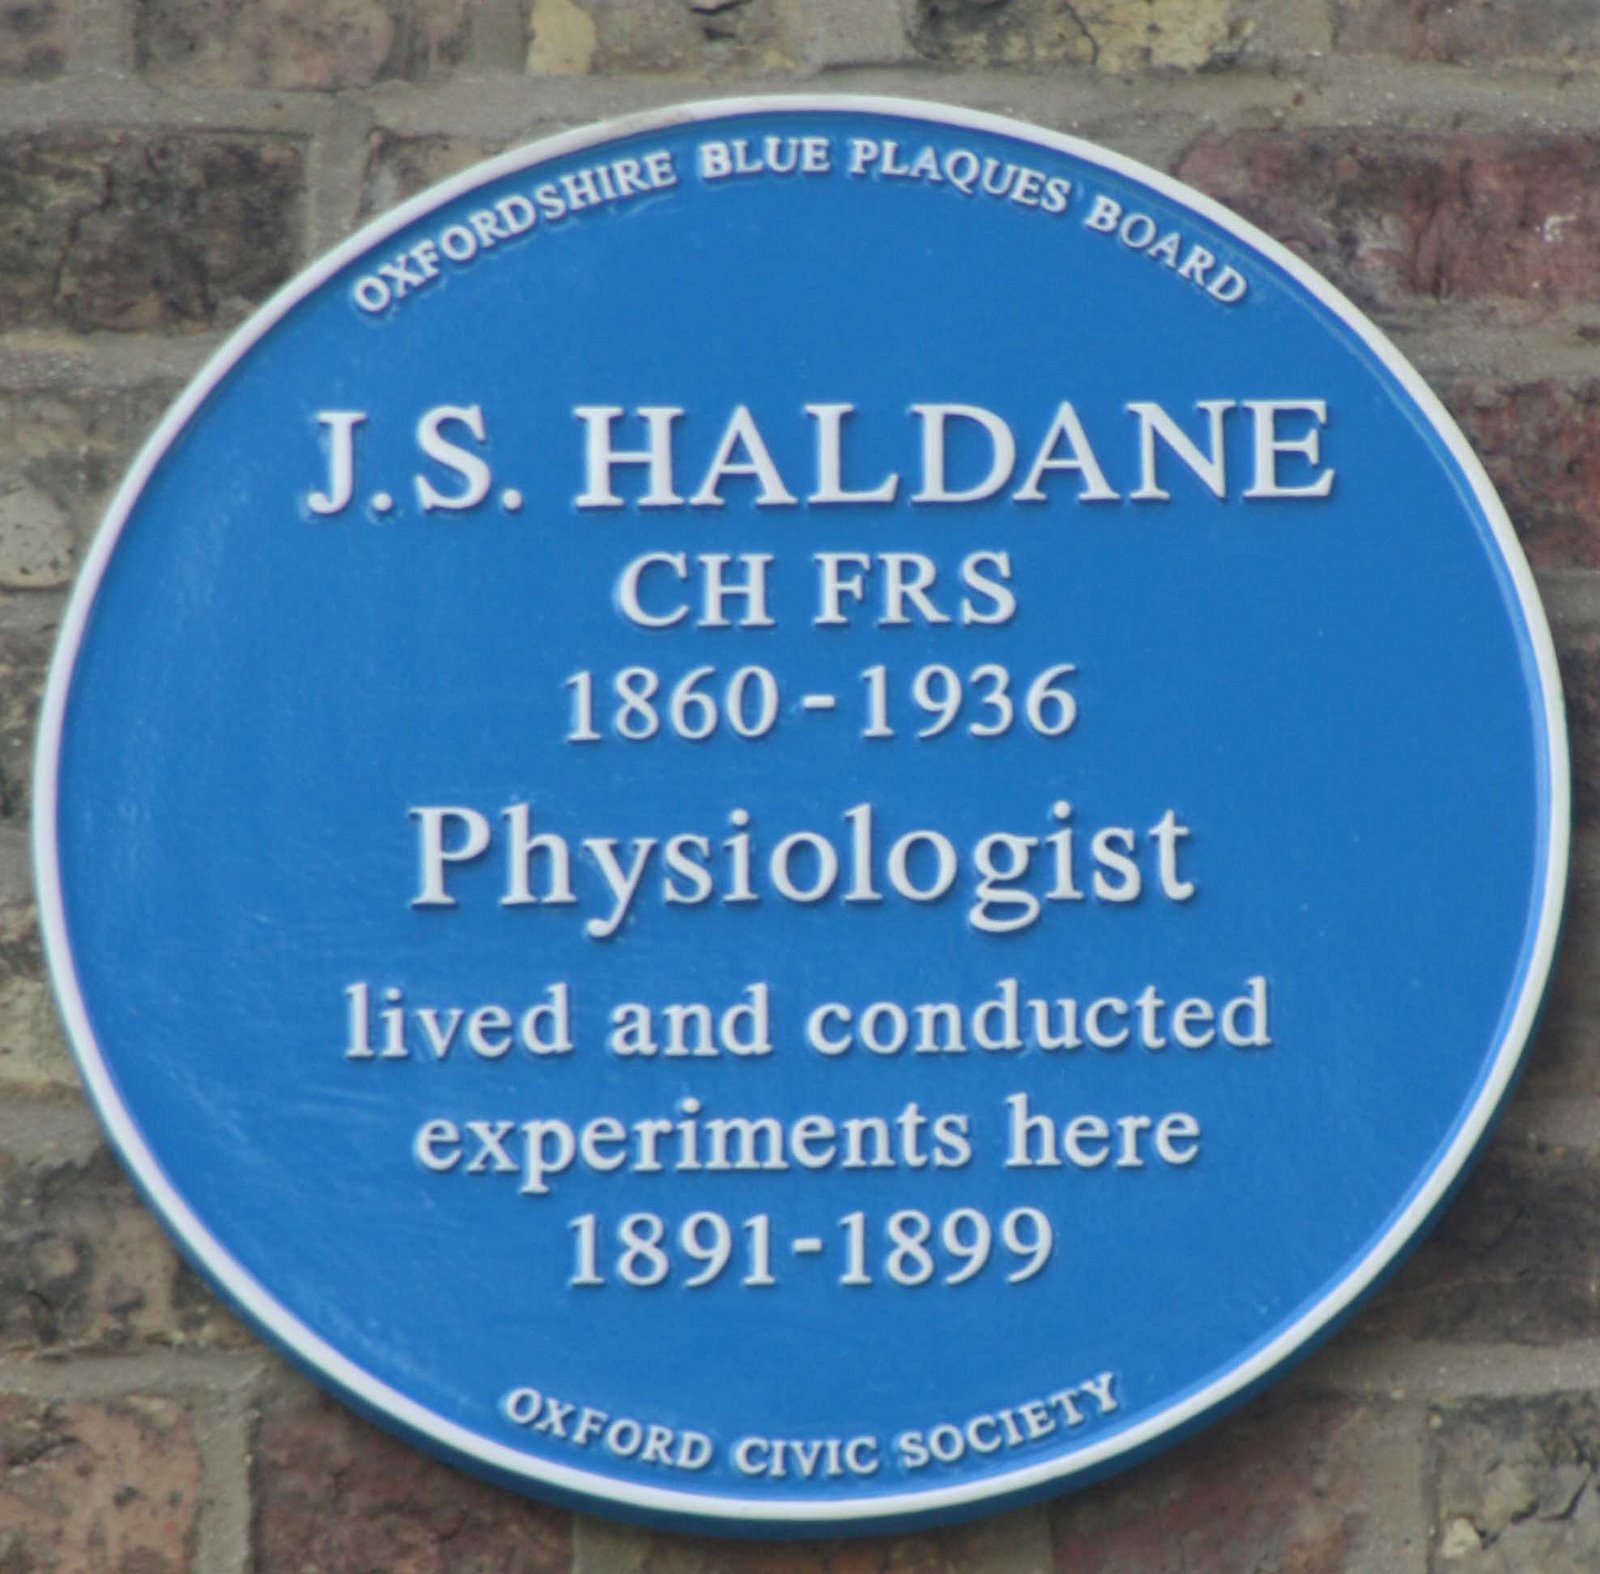 OXFORDSHIRE BLUE PLAQUES BOARD
J.S. HALDANE
CH FRS
1860-1936
Physiologist
lived and conducted
experiments here
1891-1899
OXFORD CIVIC SOCIETY